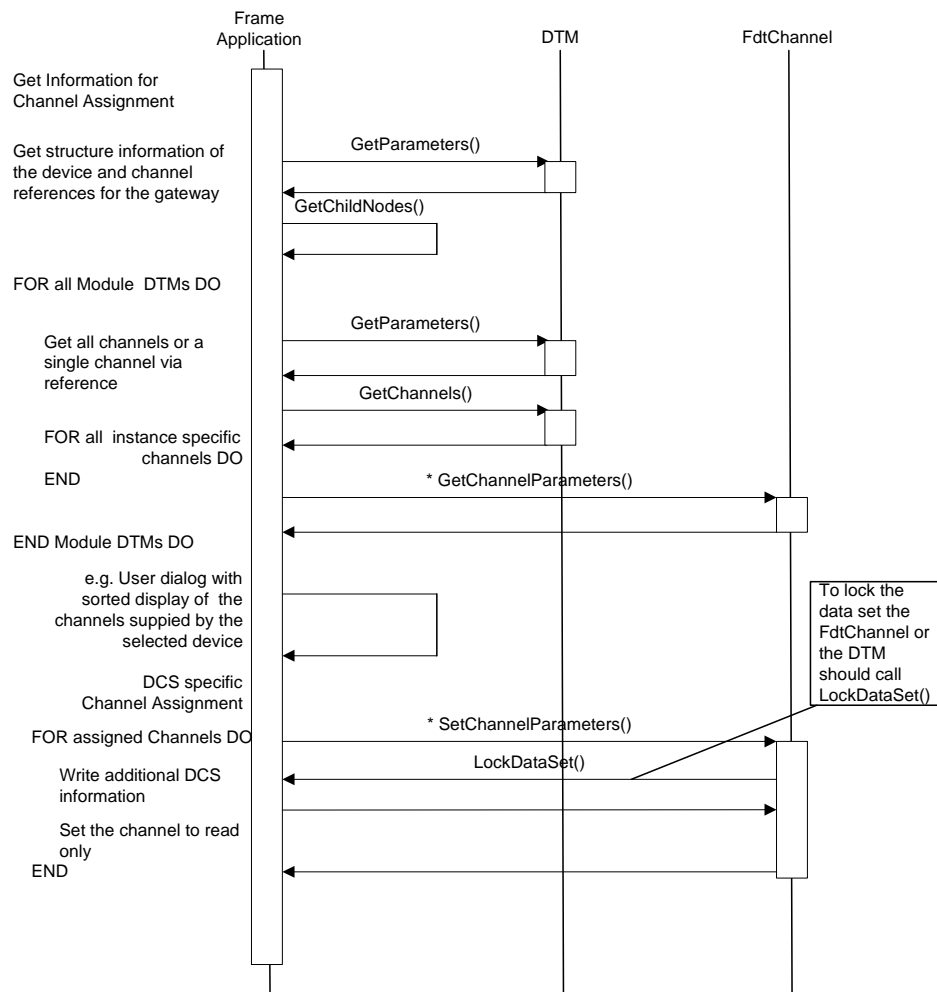 Frame
Application
DTM
FdtChannel
Get Information for
Channel Assignment
GetParameters()
Get structure information of
the device and channel
references for the gateway
GetChildNodes()
FOR all Module  DTMs DO
GetParameters()
Get all channels or a
single channel via
reference
GetChannels()
FOR all  instance specific
channels DO
END
* GetChannelParameters()
END Module DTMs DO
e.g. User dialog with
sorted display of  the
channels suppied by the
selected device
To lock the
data set the
FdtChannel or
the DTM
should call
LockDataSet()
DCS specific
Channel Assignment
* SetChannelParameters()
FOR assigned Channels DO
LockDataSet()
Write additional DCS
information
Set the channel to read
only
END